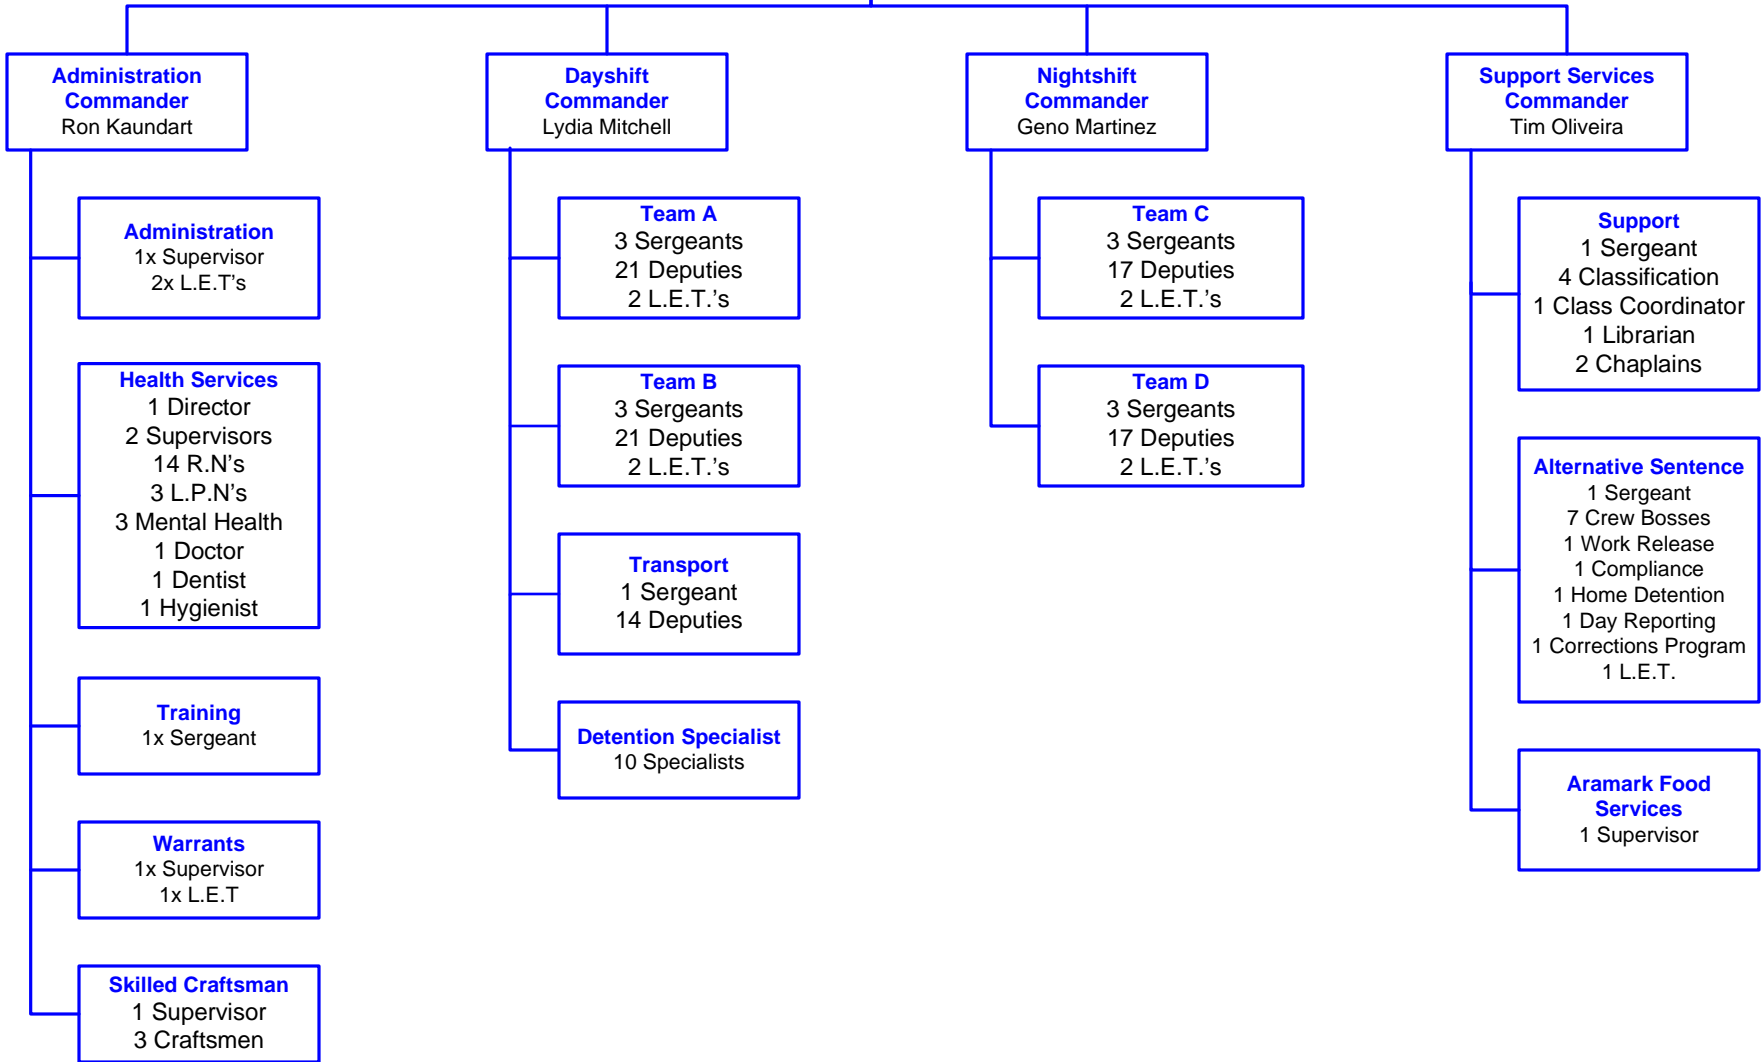 Administration
Commander
Ron Kaundart
Administration
1x Supervisor
2x L.E.T's
Health Services
1 Director
2 Supervisors
14 R.N's
3 L.P.N's
3 Mental Health
1 Doctor
1 Dentist
1 Hygienist
Training
1x Sergeant
Warrants
1x Supervisor
1x L.E.T
Skilled Craftsman
1 Supervisor
3 Craftsmen
Dayshift
Commander
Lydia Mitchell
Team A
3 Sergeants
21 Deputies
2 L.E.T.'s
Team B
3 Sergeants
21 Deputies
2 L.E.T.'s
Transport
1 Sergeant
14 Deputies
Detention Specialist
10 Specialists
Nightshift
Commander
Geno Martinez
Team C
3 Sergeants
17 Deputies
2 L.E.T.'s
Team D
3 Sergeants
17 Deputies
2 L.E.T.'s
Support Services
Commander
Tim Oliveira
Support
1 Sergeant
4 Classification
1 Class Coordinator
1 Librarian
2 Chaplains
Alternative Sentence
1 Sergeant
7 Crew Bosses
1 Work Release
1 Compliance
1 Home Detention
1 Day Reporting
1 Corrections Program
1 L.E.T.
Aramark Food
Services
1 Supervisor